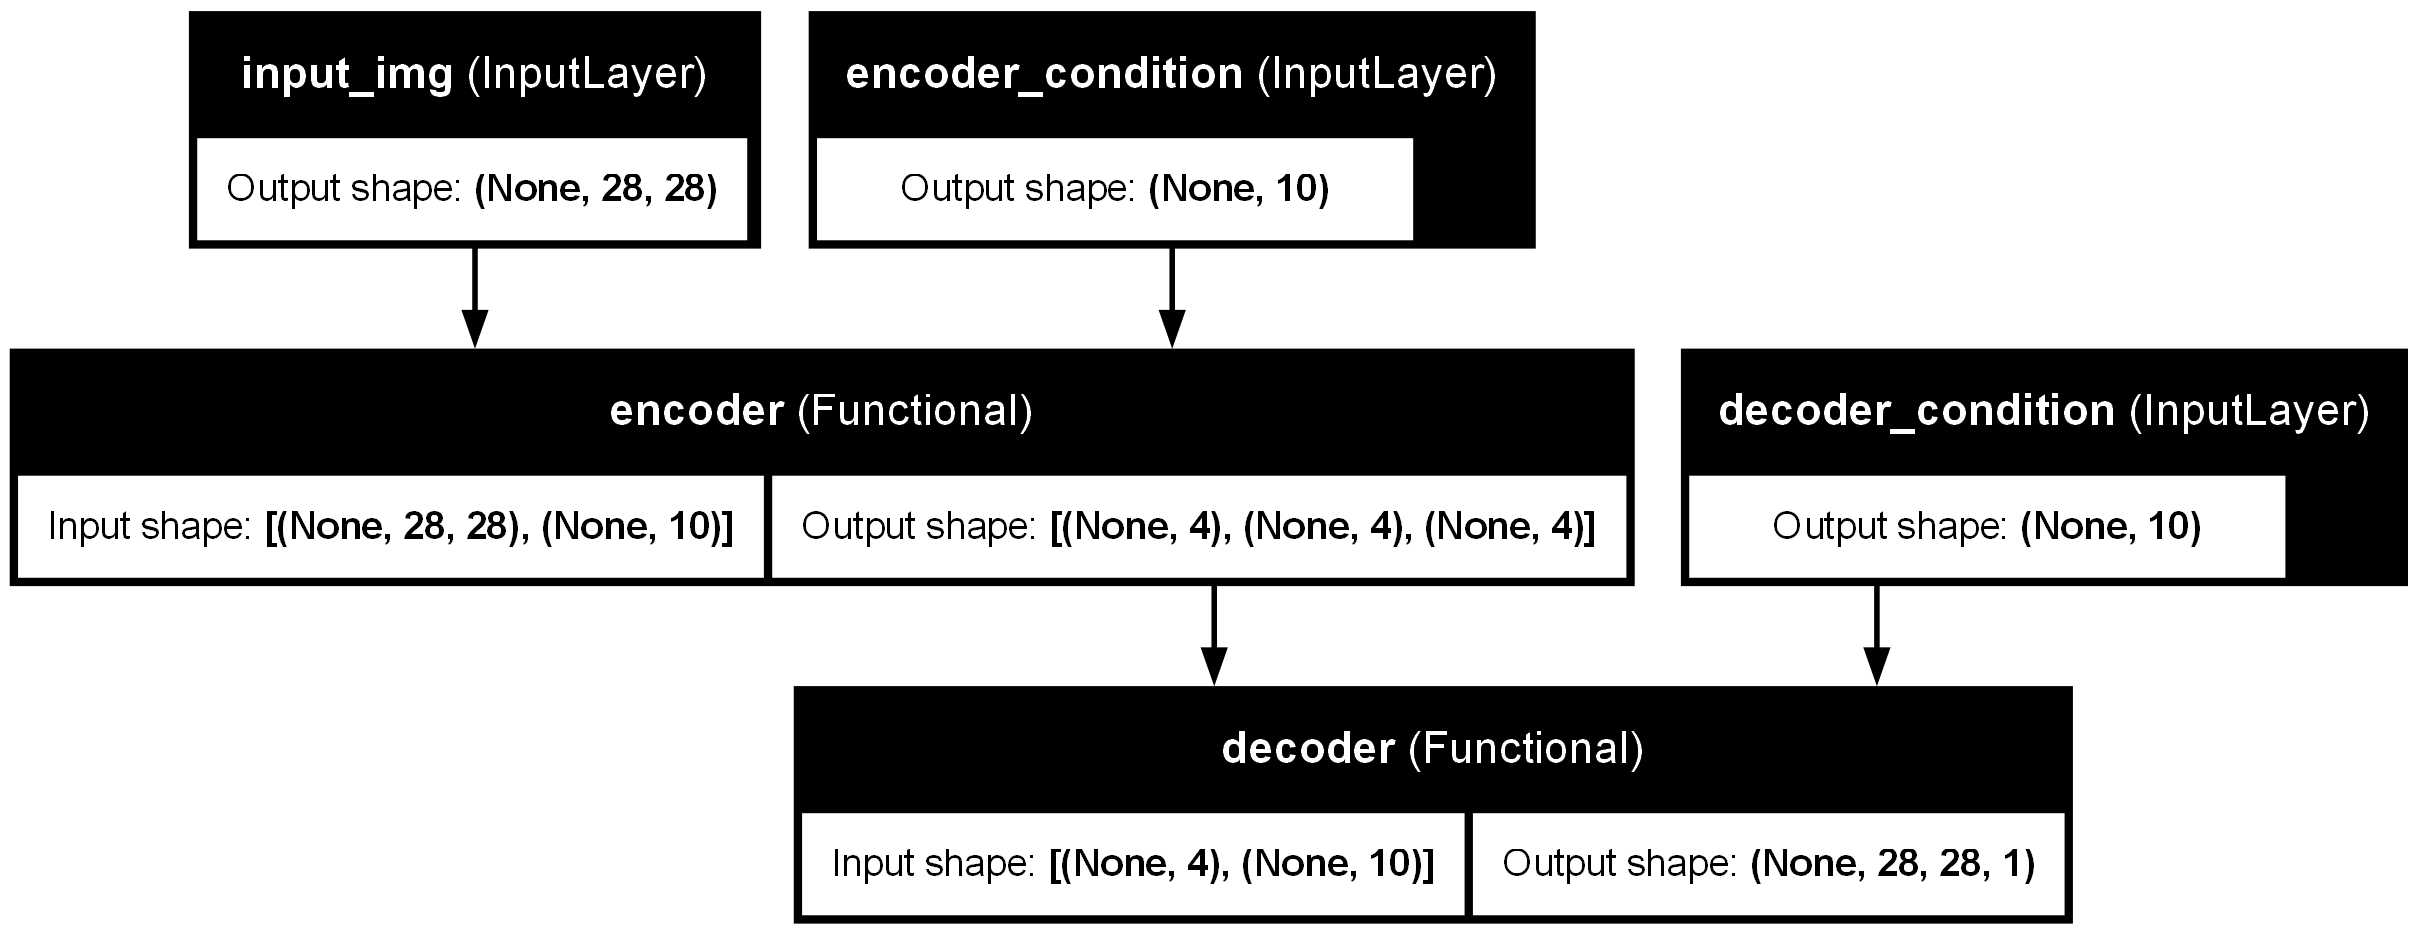 input_img (InputLayer)
Output shape: (None, 28, 28)
encoder_condition (InputLayer)
Output shape: (None, 10)
encoder (Functional)
Input shape: [(None, 28, 28), (None, 10)]
Output shape: [(None, 4), (None, 4), (None, 4)]
decoder_condition (InputLayer)
Output shape: (None, 10)
decoder (Functional)
Input shape: [(None, 4), (None, 10)]
Output shape: (None, 28, 28, 1)